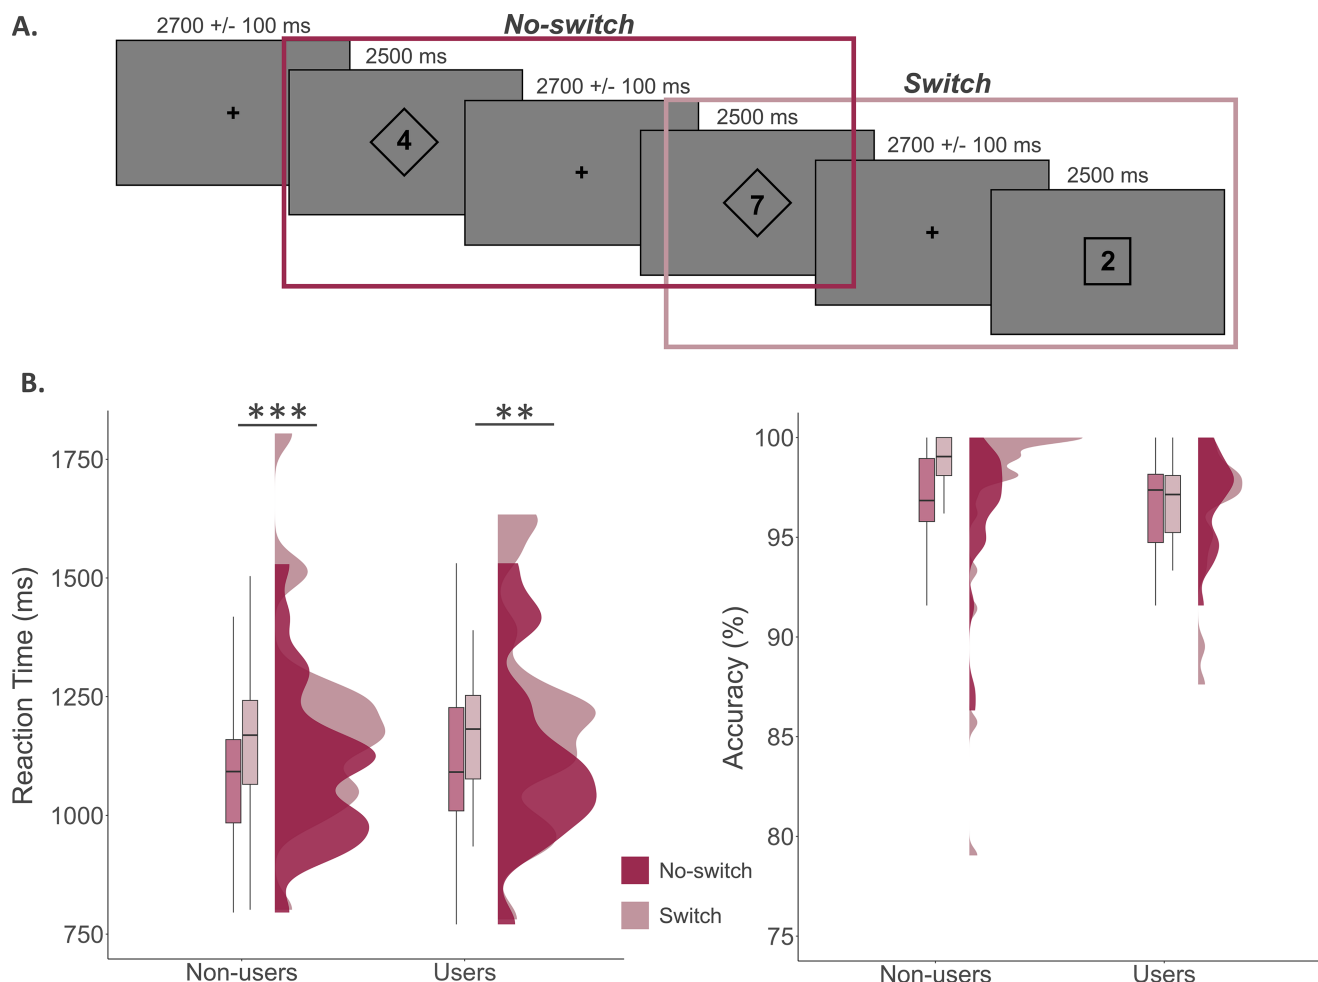 A.
No-switch
2700 +/- 100 ms
2500 ms
2700 +/- 100 ms
Switch
2500 ms
2700 +/- 100 ms
2500 ms
+
4
+
7
+
2
B.
***
**
Reaction Time (ms)
1750
1500
1250
1000
750
Non-users
Users
No-switch
Switch
Accuracy (%)
100
95
90
85
80
75
Non-users
Users